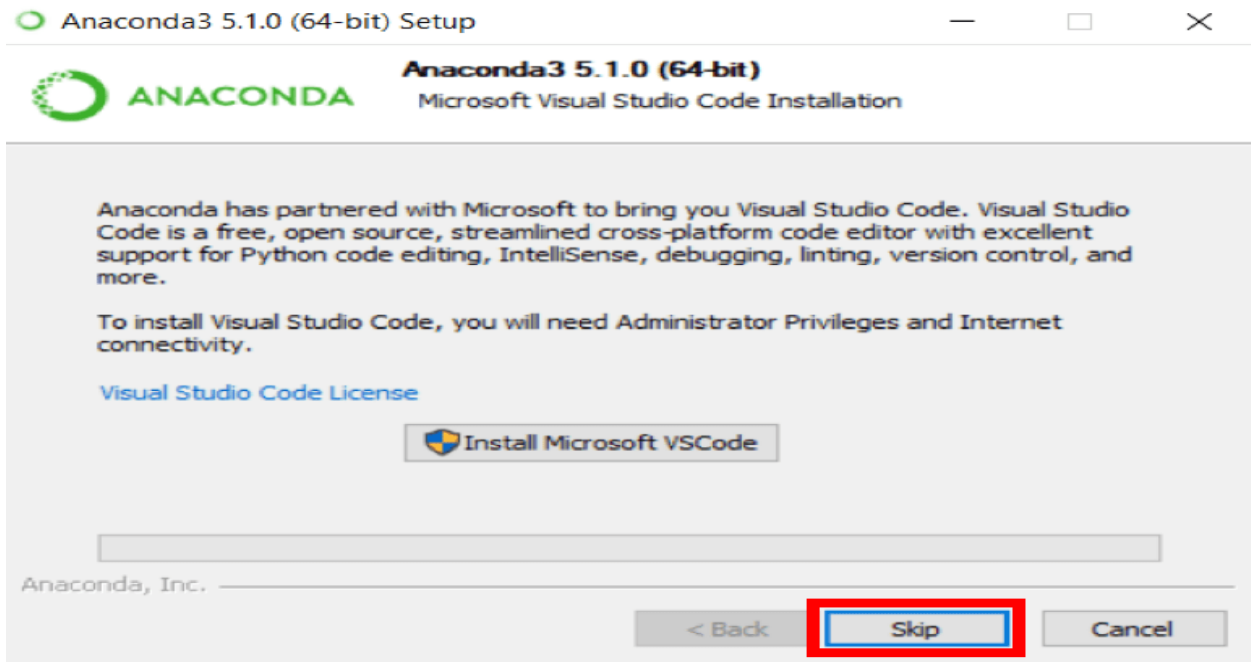 Anaconda3 5.1.0 (64-bit) Setup
ANACONDA
Anaconda3 5.1.0 (64-bit)
Microsoft Visual Studio Code Installation
Anaconda has partnered with Microsoft to bring you Visual Studio Code. Visual Studio
Code is a free, open source, streamlined cross-platform code editor with excellent
support for Python code editing, IntelliSense, debugging, linting, version control, and
more.
To install Visual Studio Code, you will need Administrator Privileges and Internet
connectivity.
Visual Studio Code License
Install Microsoft VSCode
Anaconda, Inc.
< Back
Skip
Cancel